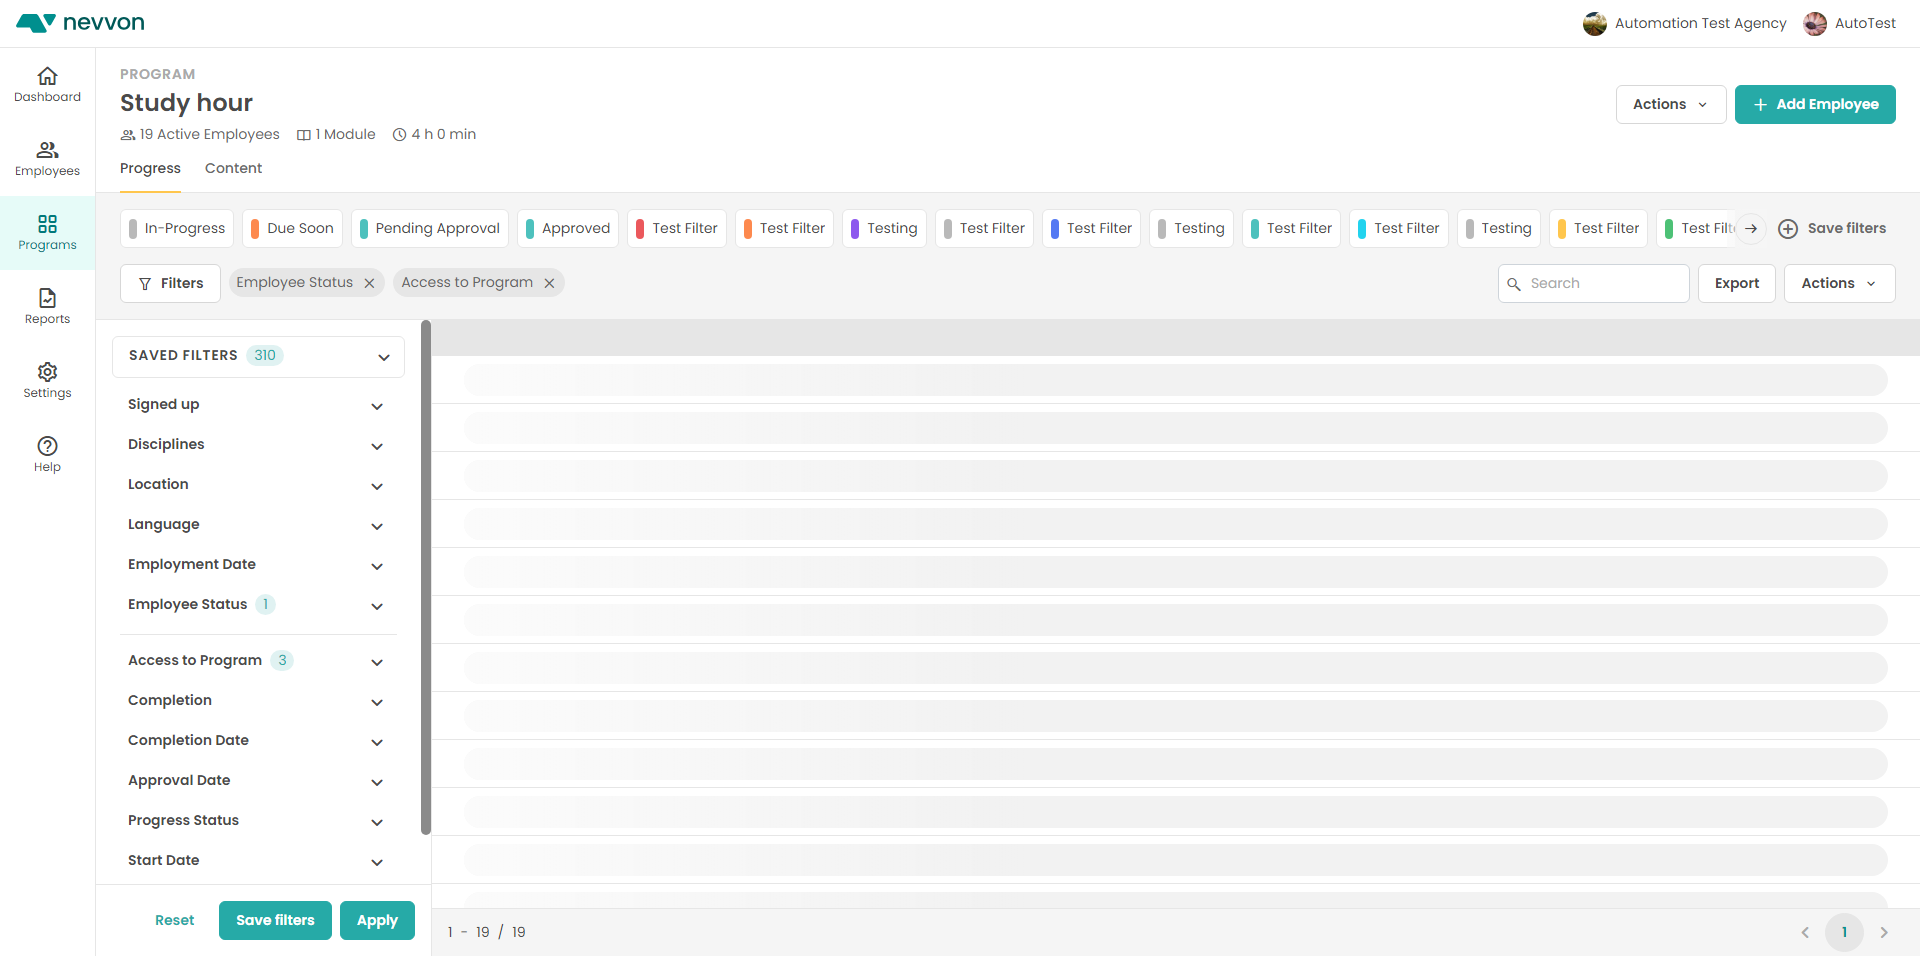 nevvon
Automation Test Agency
AutoTest
Dashboard
Employees
Programs
Reports
Settings
Help
PROGRAM
Study hour
19 Active Employees 1 Module 4 h 0 min
Actions
Add Employee
Progress Content
In-Progress Due Soon Pending Approval Approved Test Filter Test Filter Testing Test Filter Test Filter Testing Test Filter Test Filter Testing Test Filter Test Filt Save filters
Filters Employee Status Access to Program Search Export Actions
SAVED FILTERS 310
Signed up
Disciplines
Location
Language
Employment Date
Employee Status 1
Access to Program 3
Completion
Completion Date
Approval Date
Progress Status
Start Date
Reset Save filters Apply
1 - 19 / 19
1